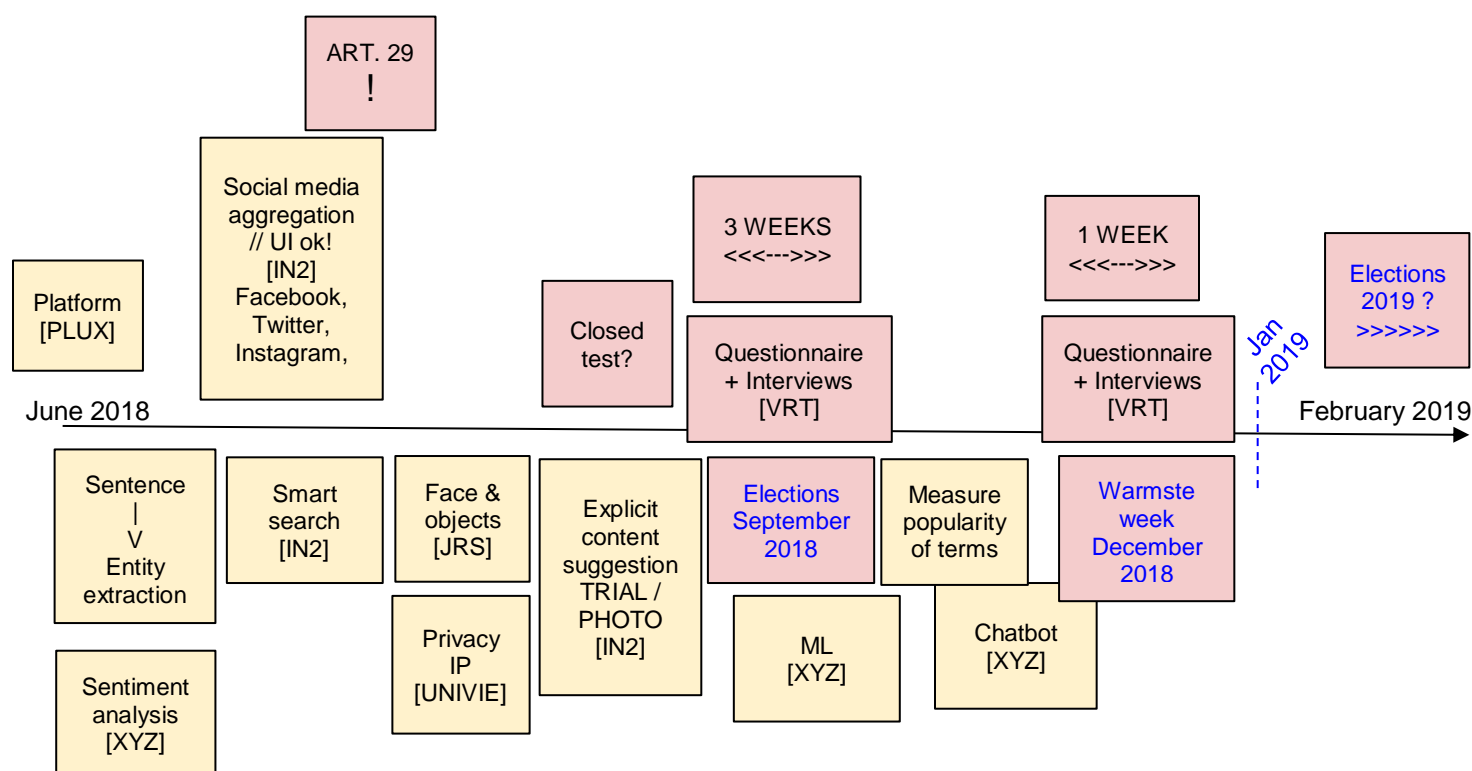 ART. 29
!
Social media
aggregation
// UI ok!
[IN2]
Facebook,
Twitter,
Instagram,
3 WEEKS
<<<--->>>
1 WEEK
<<<--->>>
Elections
2019 ?
>>>>>>
Platform
[PLUX]
Closed
test?
Questionnaire
+ Interviews
[VRT]
Questionnaire
+ Interviews
[VRT]
Jan
2019
June 2018
February 2019
Sentence
|
V
Entity
extraction
Smart
search
[IN2]
Face &
objects
[JRS]
Explicit
content
suggestion
TRIAL /
PHOTO
[IN2]
Elections
September
2018
Measure
popularity
of terms
Warmste
week
December
2018
Sentiment
analysis
[XYZ]
Privacy
IP
[UNIVIE]
ML
[XYZ]
Chatbot
[XYZ]